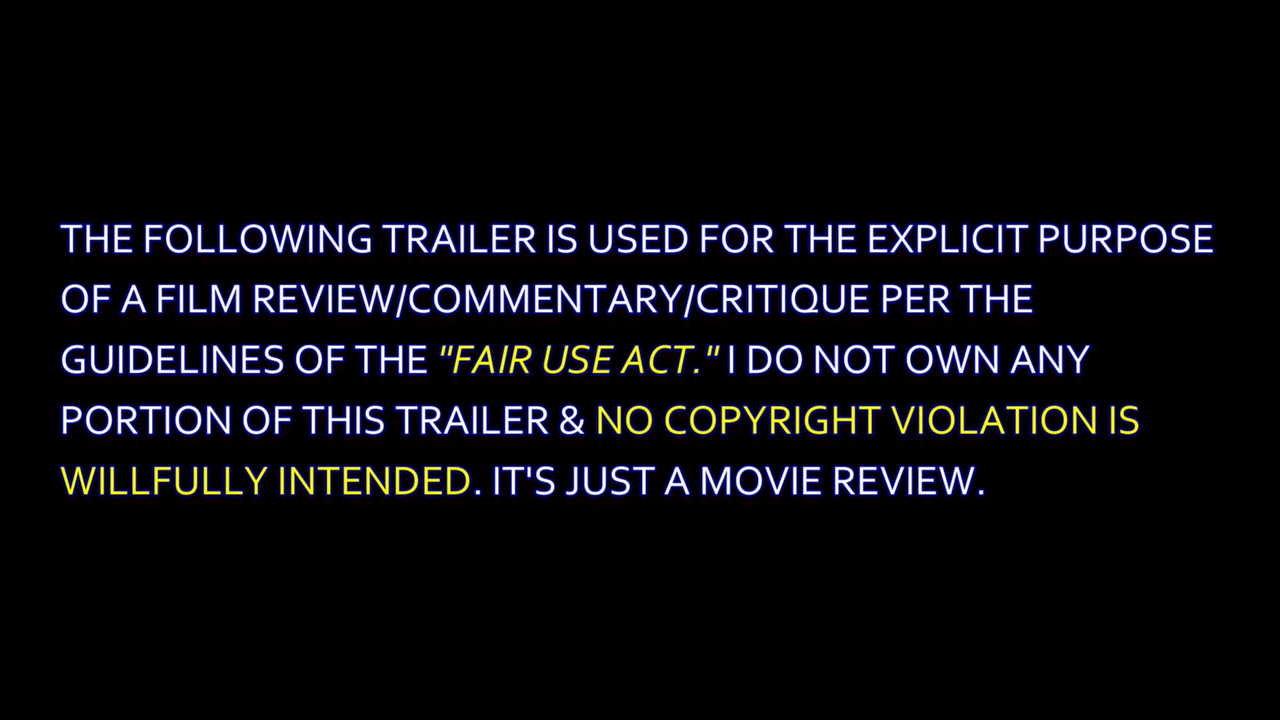 THE FOLLOWING TRAILER IS USED FOR THE EXPLICIT PURPOSE
OF A FILM REVIEW/COMMENTARY/CRITIQUE PER THE
GUIDELINES OF THE "FAIR USE ACT." I DO NOT OWN ANY
PORTION OF THIS TRAILER & NO COPYRIGHT VIOLATION IS
WILLFULLY INTENDED. IT'S JUST A MOVIE REVIEW.